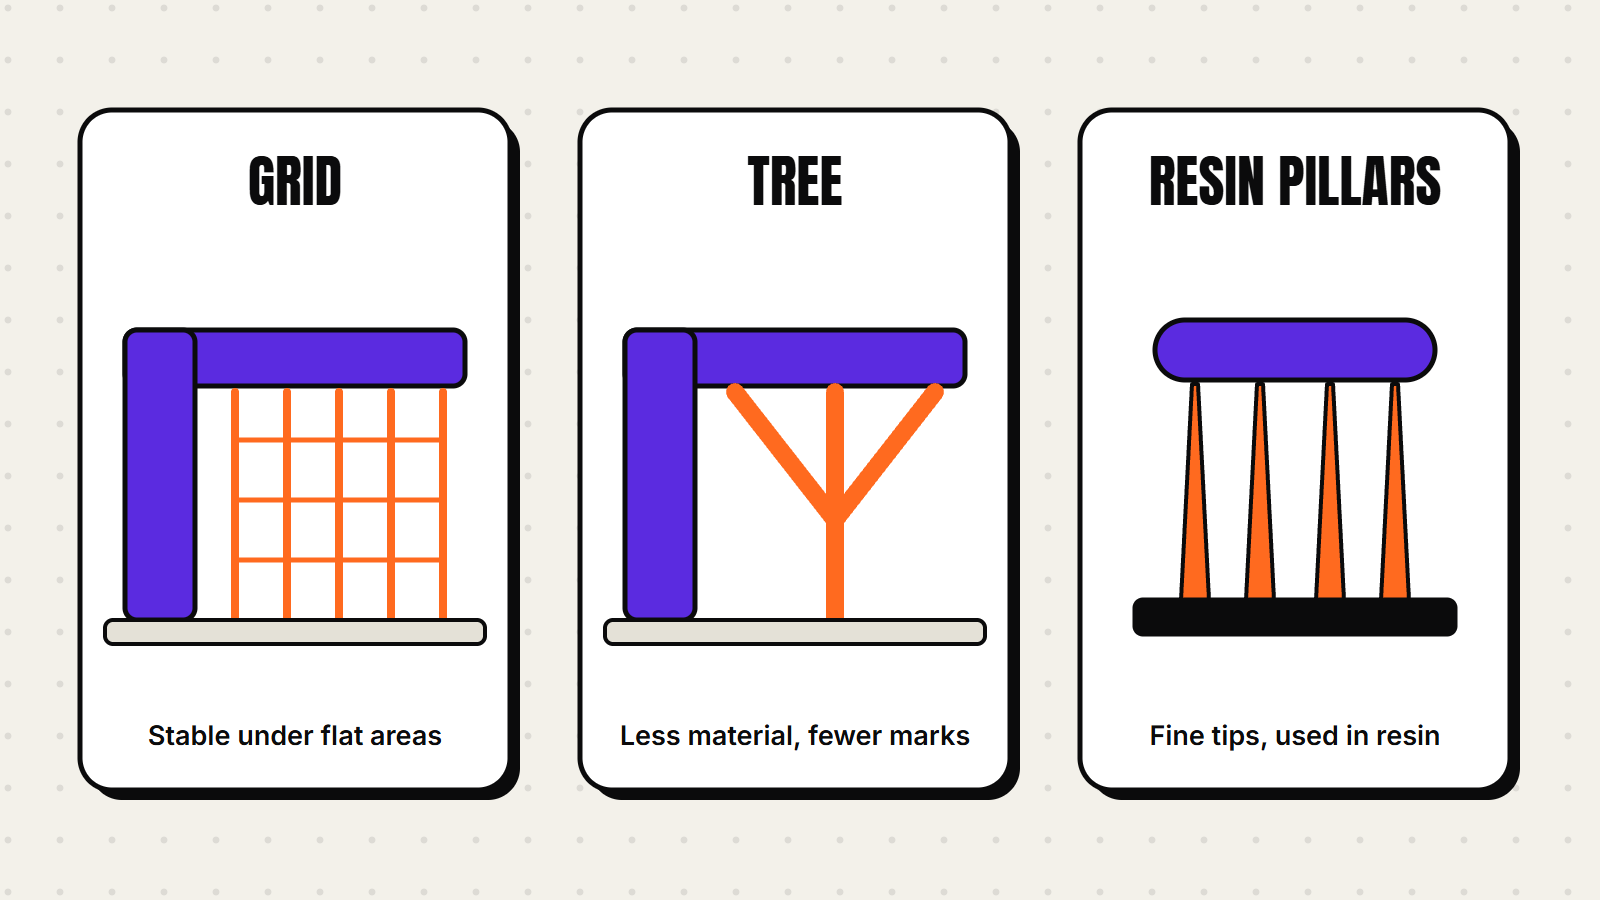 GRID
Stable under flat areas
TREE
Less material, fewer marks
RESIN PILLARS
Fine tips, used in resin